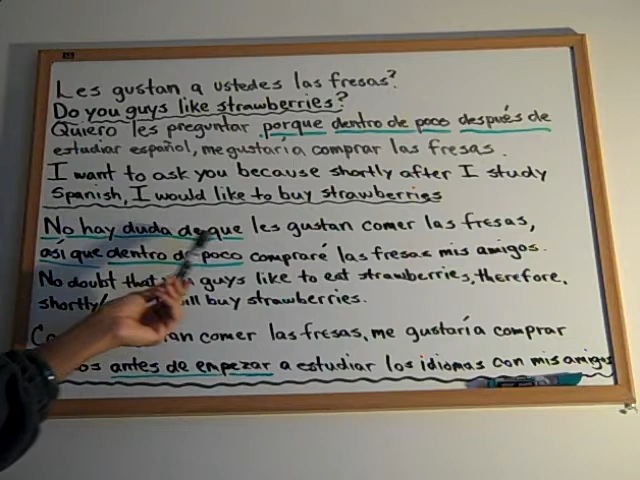 Les gustan a ustedes las fresas?
Do you guys like strawberries?
Quiero les preguntar porque dentro de poco después de
estudiar español, me gustaría comprar las fresas.
I want to ask you because shortly after I study
Spanish, I would like to buy strawberries
No hay duda de que les gustan comer las fresas,
así que dentro de poco compraré las fresas mis amigos.
No doubt that guys like to eat strawberries, therefore,
shortly/ buy strawberries.
comer las fresas, me gustaría comprar
antes de empezar a estudiar los idiomas con mis amigos